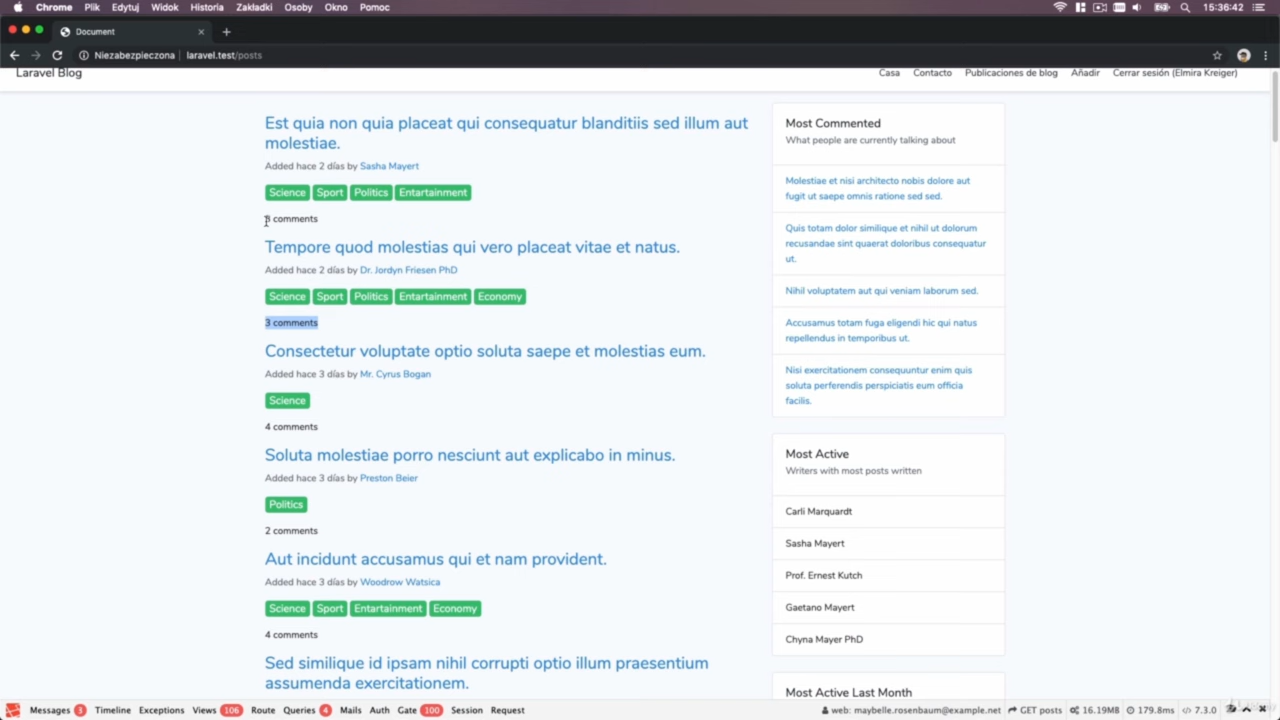 Chrome Plik Edytuj Widok Historia Zakładki Osoby Okno Pomoc 15:36:42
Document
Niezabezpieczona laravel.test/posts
Laravel Blog Casa Contacto Publicaciones de blog Añadir Cerrar sesión (Elmira Kreiger)
Est quia non quia placeat qui consequatur blanditiis sed illum aut
molestiae.
Added hace 2 días by Sasha Mayert
Science Sport Politics Entartainment
comments
Tempore quod molestias qui vero placeat vitae et natus.
Added hace 2 días by Dr. Jordyn Friesen PhD
Science Sport Politics Entartainment Economy
3 comments
Consectetur voluptate optio soluta saepe et molestias eum.
Added hace 3 días by Mr. Cyrus Bogan
Science
4 comments
Soluta molestiae porro nesciunt aut explicabo in minus.
Added hace 3 días by Preston Beier
Politics
2 comments
Aut incidunt accusamus qui et nam provident.
Added hace 3 días by Woodrow Watsica
Science Sport Entartainment Economy
4 comments
Sed similique id ipsam nihil corrupti optio illum praesentium
assumenda exercitationem.
Most Commented
What people are currently talking about
Molestiae et nisi architecto nobis dolore aut
fugit ut saepe omnis ratione sed sed.
Quis totam dolor similique et nihil ut dolorum
recusandae sint quaerat doloribus consequatur
ut.
Nihil voluptatem aut qui veniam laborum sed.
Accusamus totam fuga eligendi hic qui natus
repellendus in temporibus ut.
Nisi exercitationem consequuntur enim quis
soluta perferendis perspiciatis eum officia
facilis.
Most Active
Writers with most posts written
Carli Marquardt
Sasha Mayert
Prof. Ernest Kutch
Gaetano Mayert
Chyna Mayer PhD
Most Active Last Month
Messages 3 Timeline Exceptions Views 106 Route Queries 4 Mails Auth Gate 100 Session Request web: maybelle.rosenbaum@example.net GET posts 16.19MB 179.8ms 7.3.0